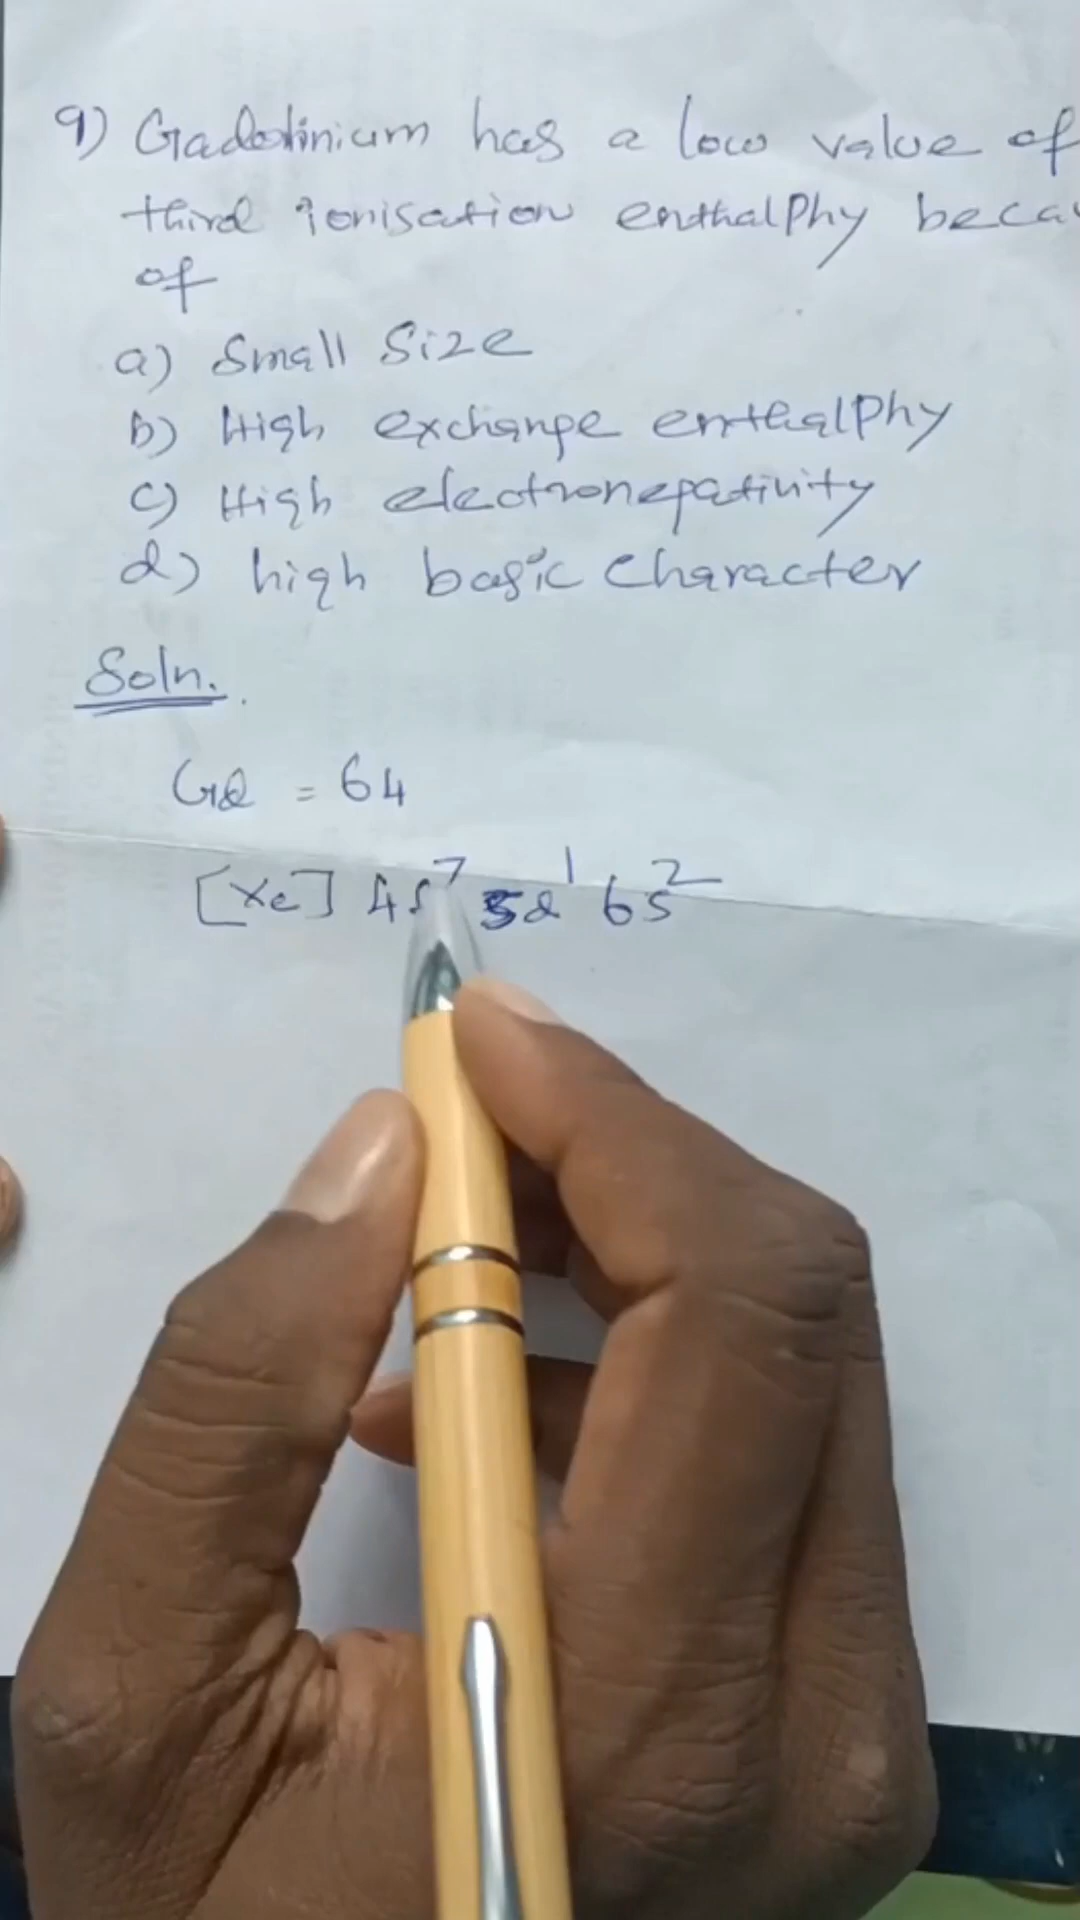 9) Gadolinium has a low value of
third ionisation enthalphy becau
of
a) Small Size
b) High exchange enthalphy
c) High electronegativity
d) high basic character
Soln.
Gd = 64
[Xe] 4f⁷ 5d¹ 6s²